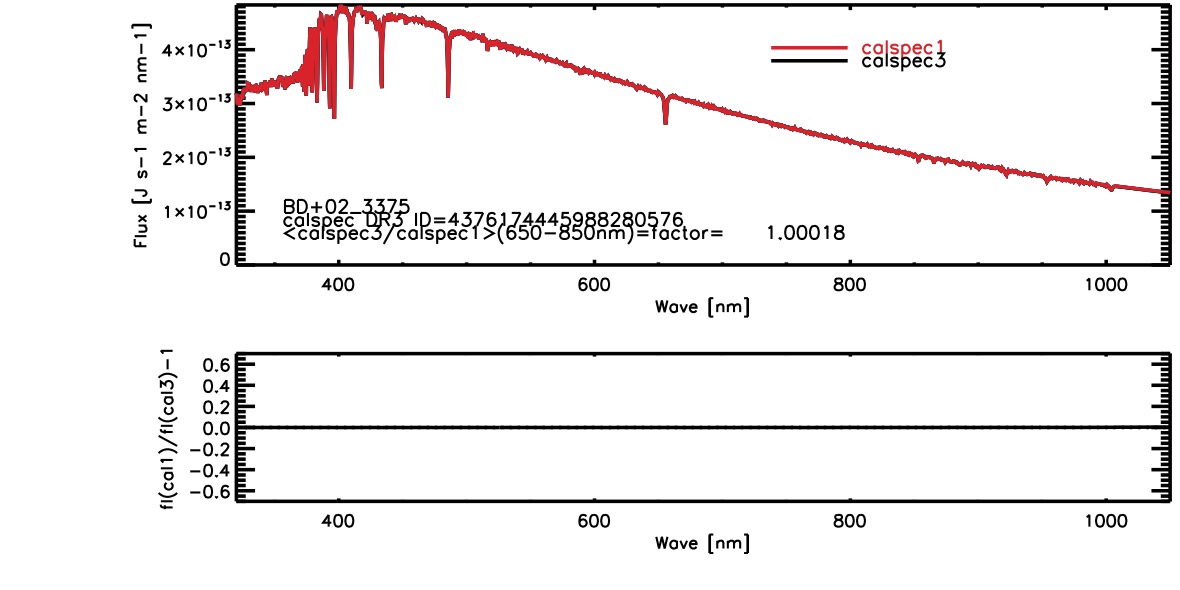 Flux [J s−1 m−2 nm−1]
4×10−13
3×10−13
2×10−13
1×10−13
0
calspec1
calspec3
BD+02_3375
calspec DR3 ID=4376174445988280576
<calspec3/calspec1>(650−850nm)=factor= 1.00018
400 600 800 1000
Wave [nm]
fl(cal1)/fl(cal3)−1
0.6
0.4
0.2
0.0
−0.2
−0.4
−0.6
400 600 800 1000
Wave [nm]